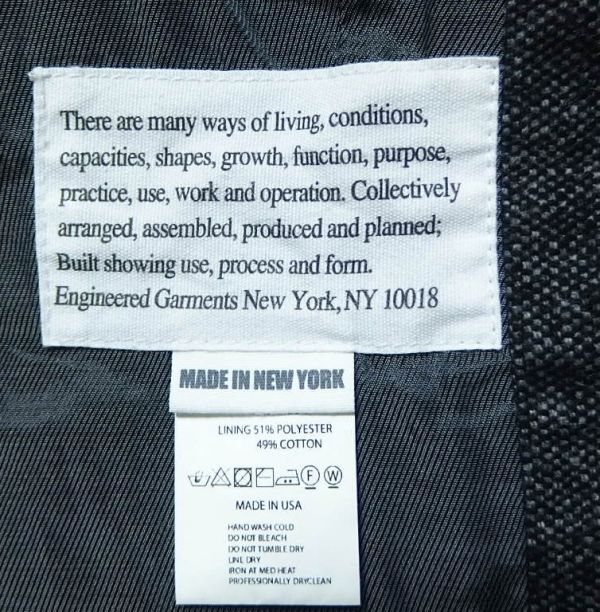 There are many ways of living, conditions,
capacities, shapes, growth, function, purpose,
practice, use, work and operation. Collectively
arranged, assembled, produced and planned;
Built showing use, process and form.
Engineered Garments New York, NY 10018
MADE IN NEW YORK
LINING 51% POLYESTER
49% COTTON
F W
MADE IN USA
HAND WASH COLD
DO NOT BLEACH
DO NOT TUMBLE DRY
LINE DRY
IRON AT MED HEAT
PROFESSIONALLY DRYCLEAN